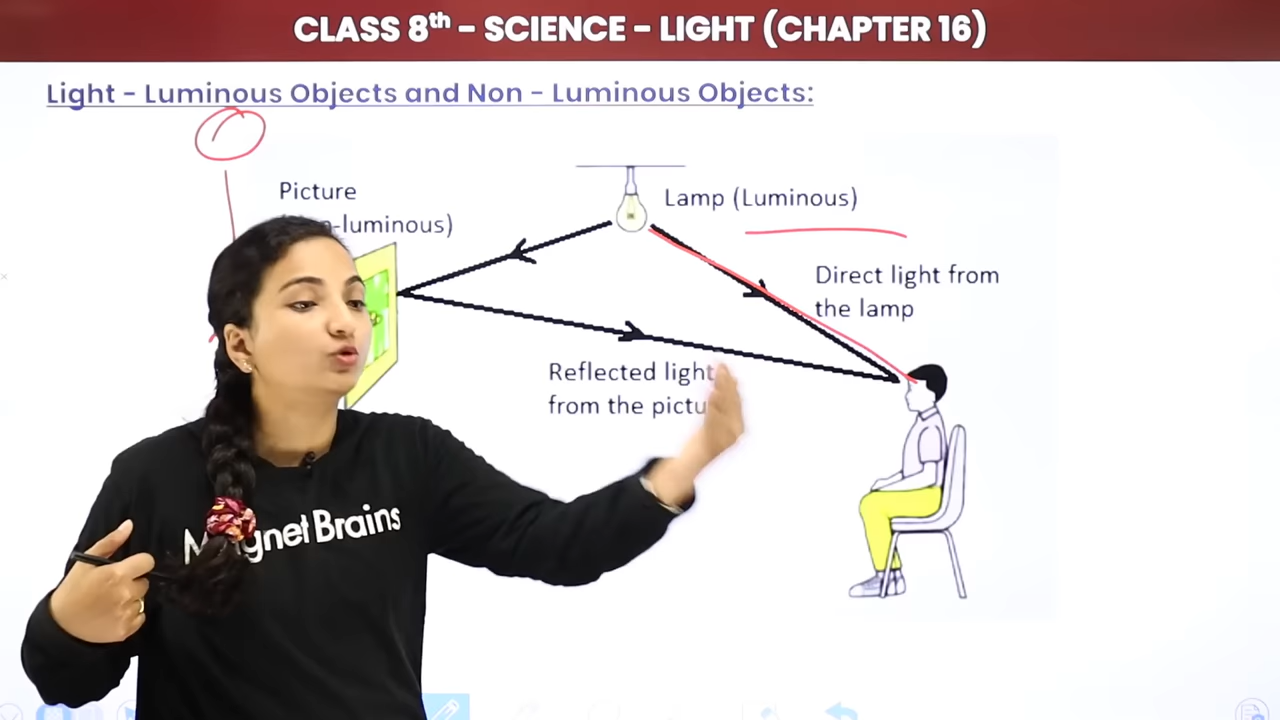 CLASS 8th - SCIENCE - LIGHT (CHAPTER 16)
Light - Luminous Objects and Non - Luminous Objects:
Picture
-luminous)
Lamp (Luminous)
Direct light from
the lamp
Reflected light
from the pictu
Magnet Brains